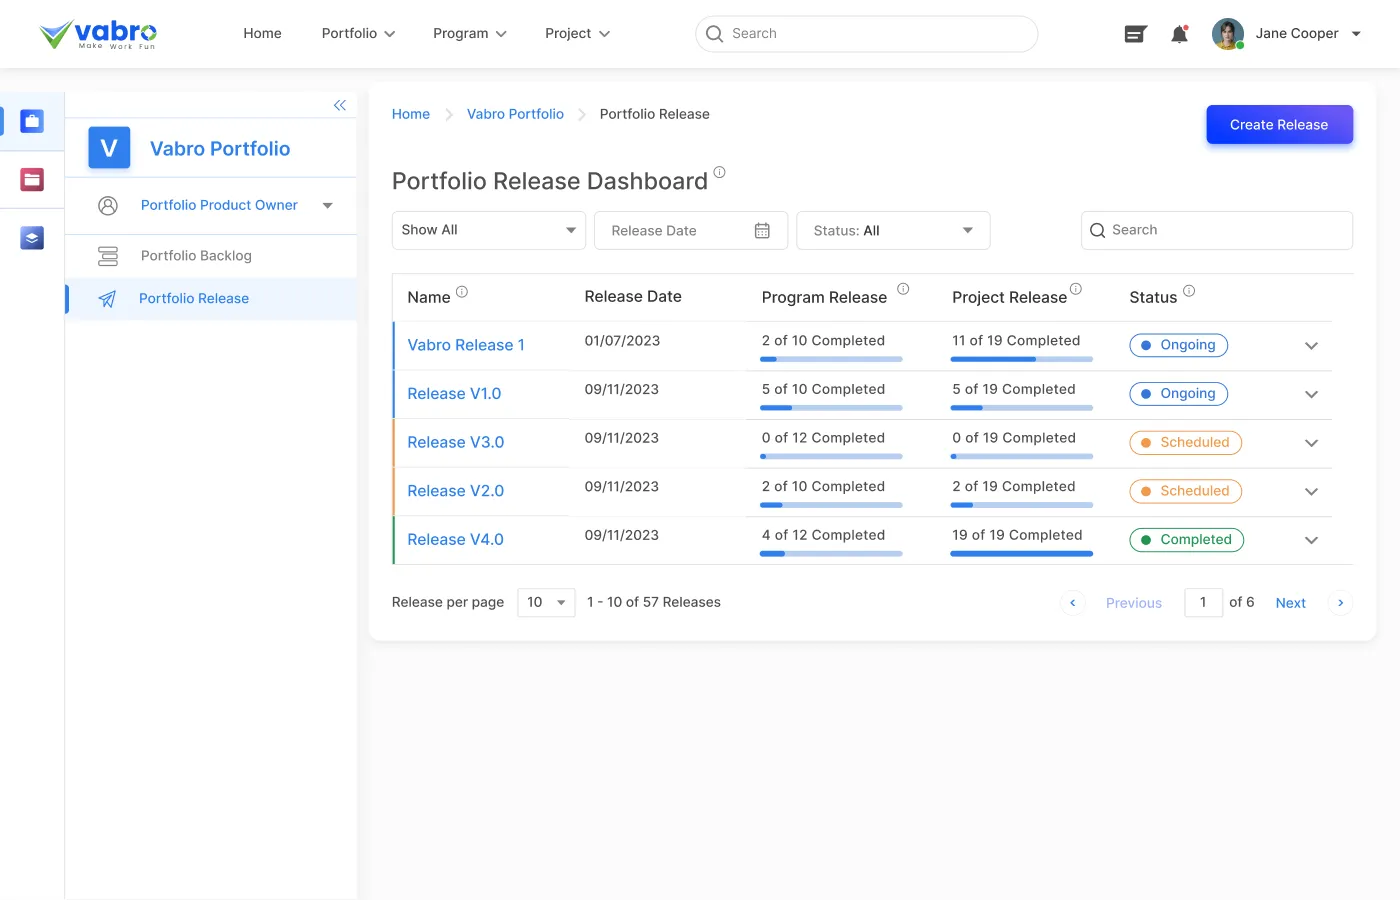 vabro
Make Work Fun
Home Portfolio Program Project
Search
Jane Cooper
V
Vabro Portfolio
Portfolio Product Owner
Portfolio Backlog
Portfolio Release
Home Vabro Portfolio Portfolio Release
Create Release
Portfolio Release Dashboard
Show All Release Date Status: All Search
Name Release Date Program Release Project Release Status
Vabro Release 1 01/07/2023 2 of 10 Completed 11 of 19 Completed Ongoing
Release V1.0 09/11/2023 5 of 10 Completed 5 of 19 Completed Ongoing
Release V3.0 09/11/2023 0 of 12 Completed 0 of 19 Completed Scheduled
Release V2.0 09/11/2023 2 of 10 Completed 2 of 19 Completed Scheduled
Release V4.0 09/11/2023 4 of 12 Completed 19 of 19 Completed Completed
Release per page 10 1 - 10 of 57 Releases Previous 1 of 6 Next